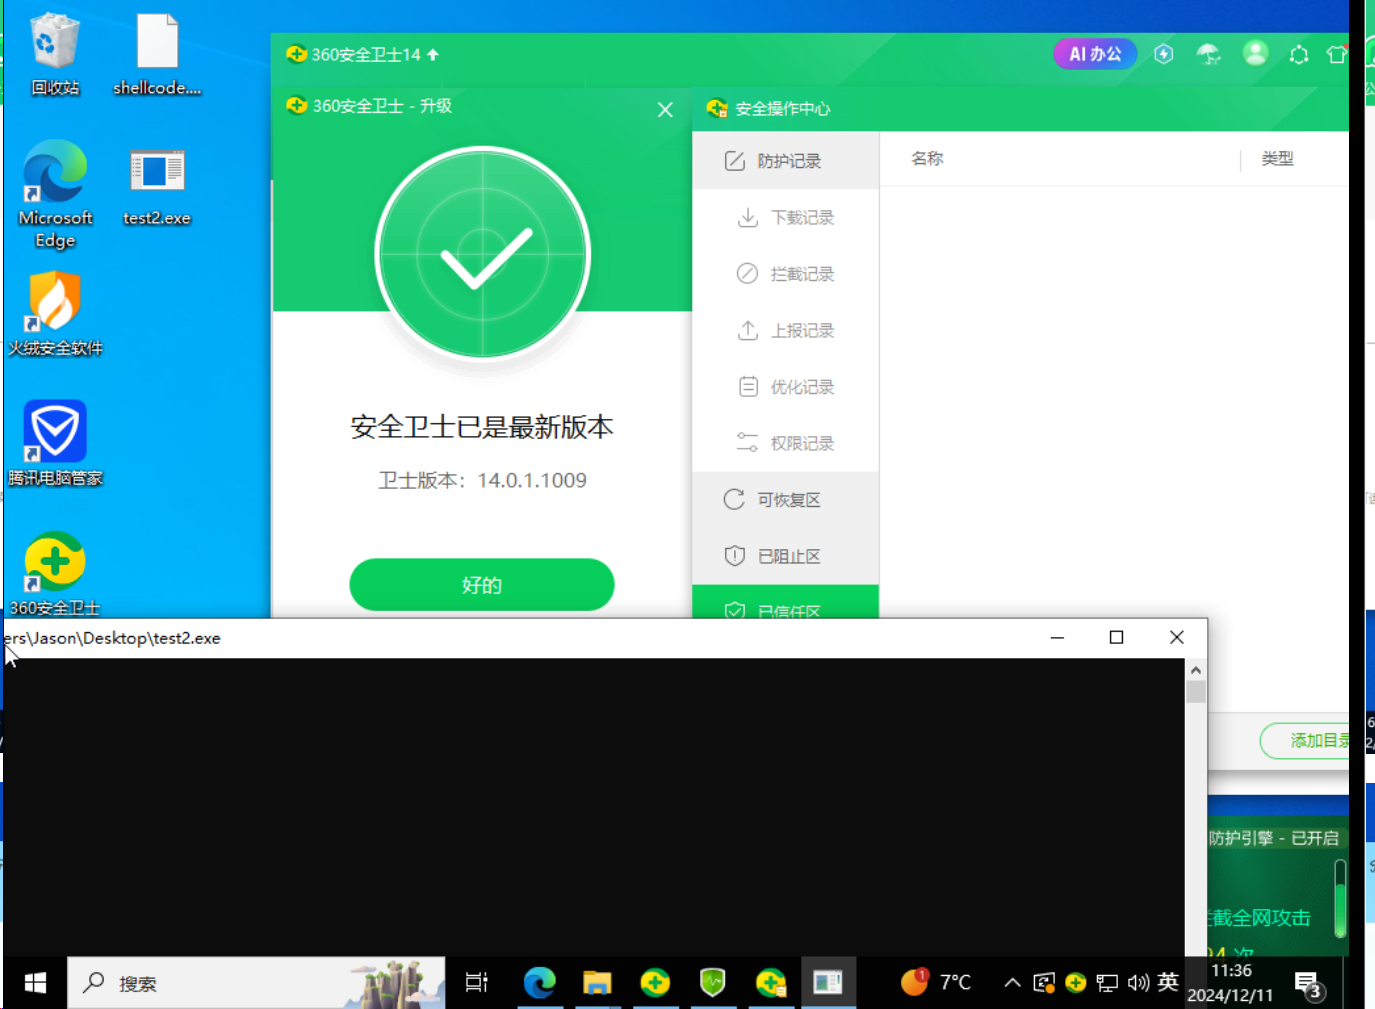 回收站
shellcode....
Microsoft
Edge
test2.exe
火绒安全软件
腾讯电脑管家
360安全卫士
360安全卫士14
AI 办公
360安全卫士 - 升级
安全卫士已是最新版本
卫士版本：14.0.1.1009
好的
安全操作中心
防护记录
下载记录
拦截记录
上报记录
优化记录
权限记录
可恢复区
已阻止区
已信任区
名称
类型
添加目录
ers\Jason\Desktop\test2.exe
防护引擎 - 已开启
截全网攻击
搜索
1
7°C
英
11:36
2024/12/11
3